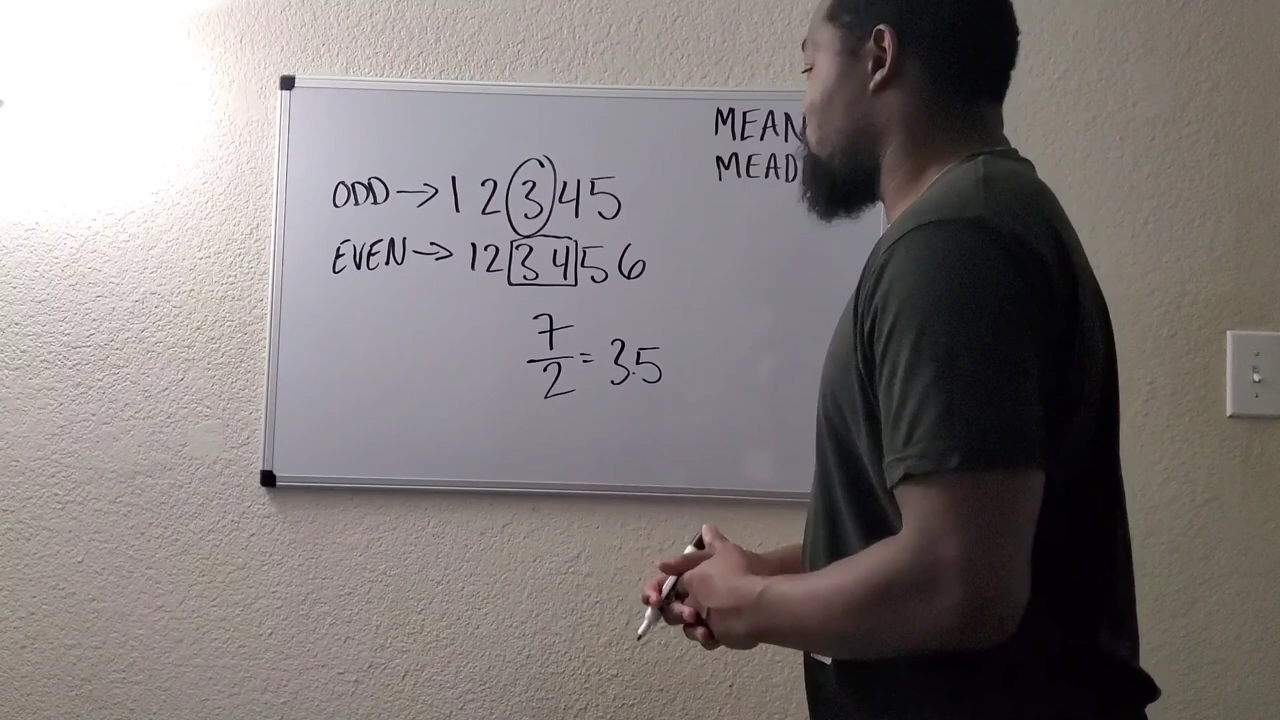 MEAN
MEAD
ODD → 1 2 3 4 5
EVEN → 1 2 3 4 5 6
7
2 = 3.5